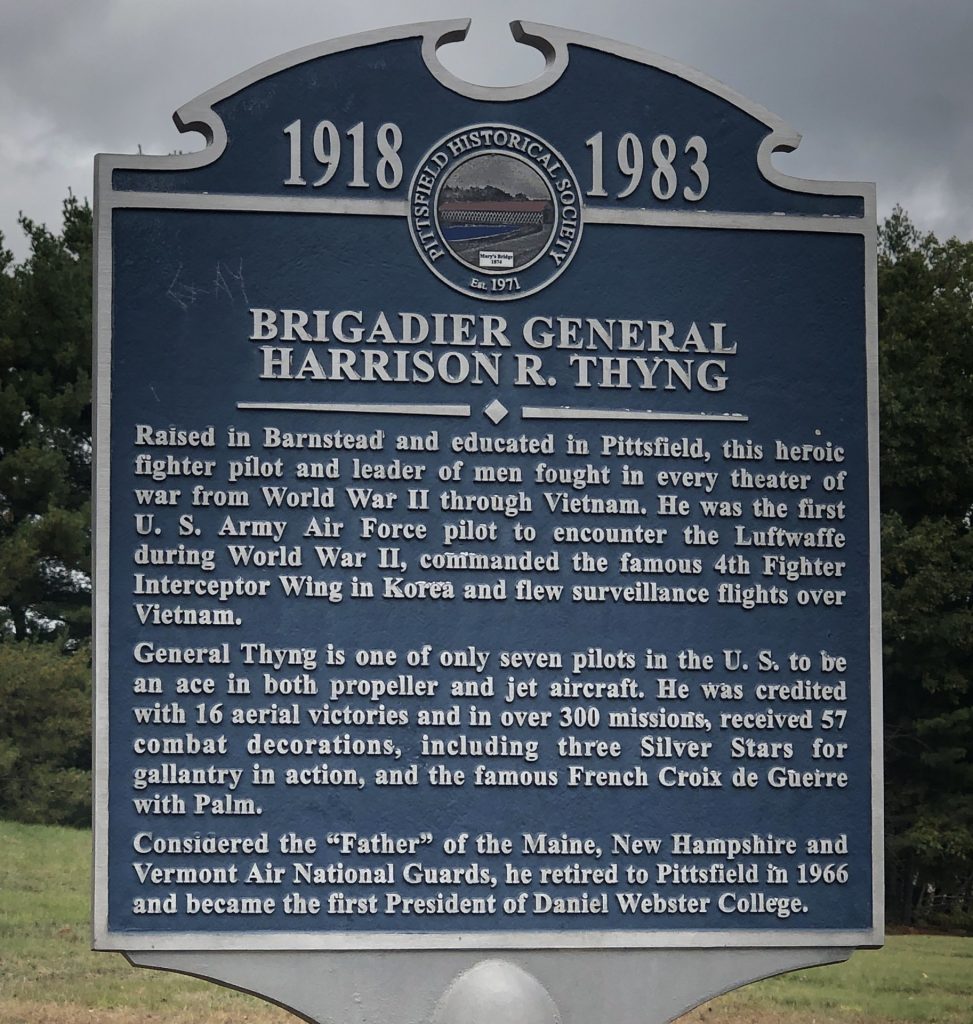 1918
1983
PITTSFIELD HISTORICAL SOCIETY
Mary's Bridge
1874
Est. 1971
BRIGADIER GENERAL
HARRISON R. THYNG
Raised in Barnstead and educated in Pittsfield, this heroic
fighter pilot and leader of men fought in every theater of
war from World War II through Vietnam. He was the first
U. S. Army Air Force pilot to encounter the Luftwaffe
during World War II, commanded the famous 4th Fighter
Interceptor Wing in Korea and flew surveillance flights over
Vietnam.
General Thyng is one of only seven pilots in the U. S. to be
an ace in both propeller and jet aircraft. He was credited
with 16 aerial victories and in over 300 missions, received 57
combat decorations, including three Silver Stars for
gallantry in action, and the famous French Croix de Guerre
with Palm.
Considered the “Father” of the Maine, New Hampshire and
Vermont Air National Guards, he retired to Pittsfield in 1966
and became the first President of Daniel Webster College.